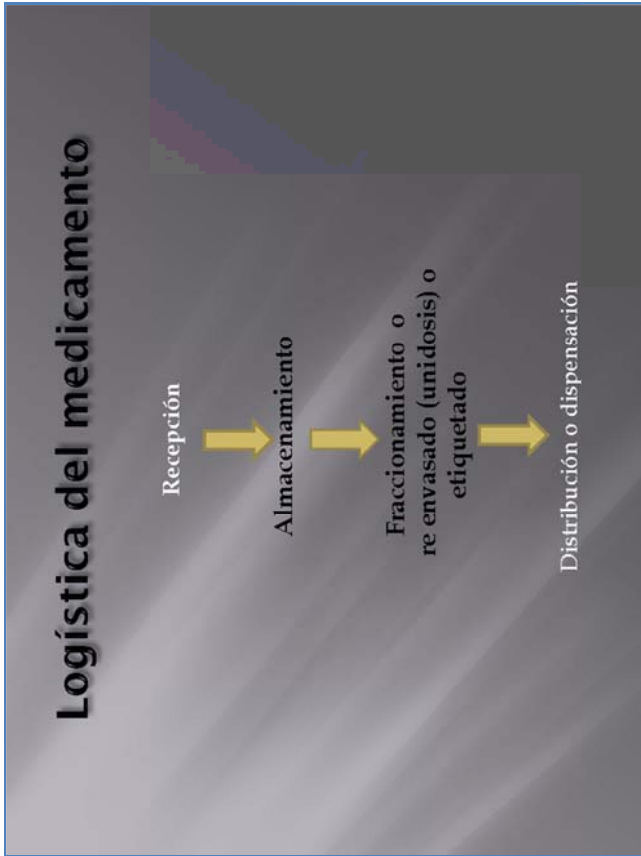 Logística del medicamento
Recepción
Almacenamiento
Fraccionamiento o
re envasado (unidosis) o
etiquetado
Distribución o dispensación